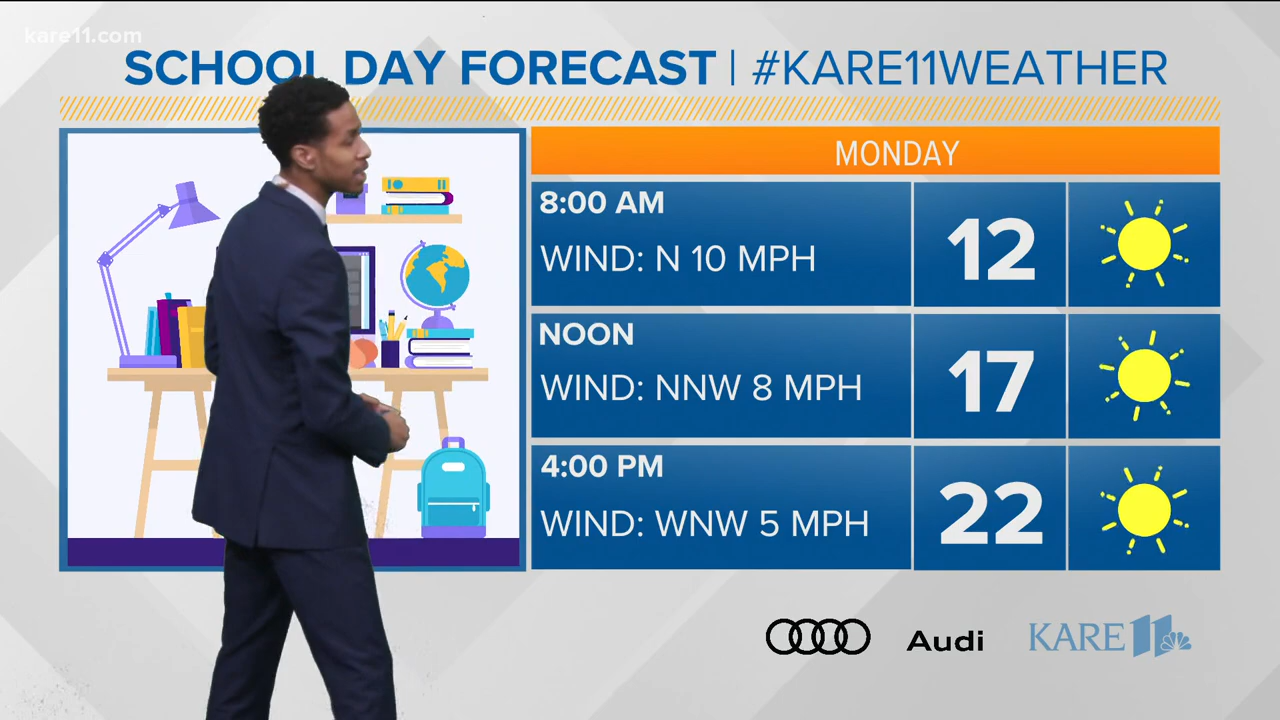 kare11.com
SCHOOL DAY FORECAST | #KARE11WEATHER
MONDAY
8:00 AM
WIND: N 10 MPH
12
NOON
WIND: NNW 8 MPH
17
4:00 PM
WIND: WNW 5 MPH
22
Audi
KARE 11